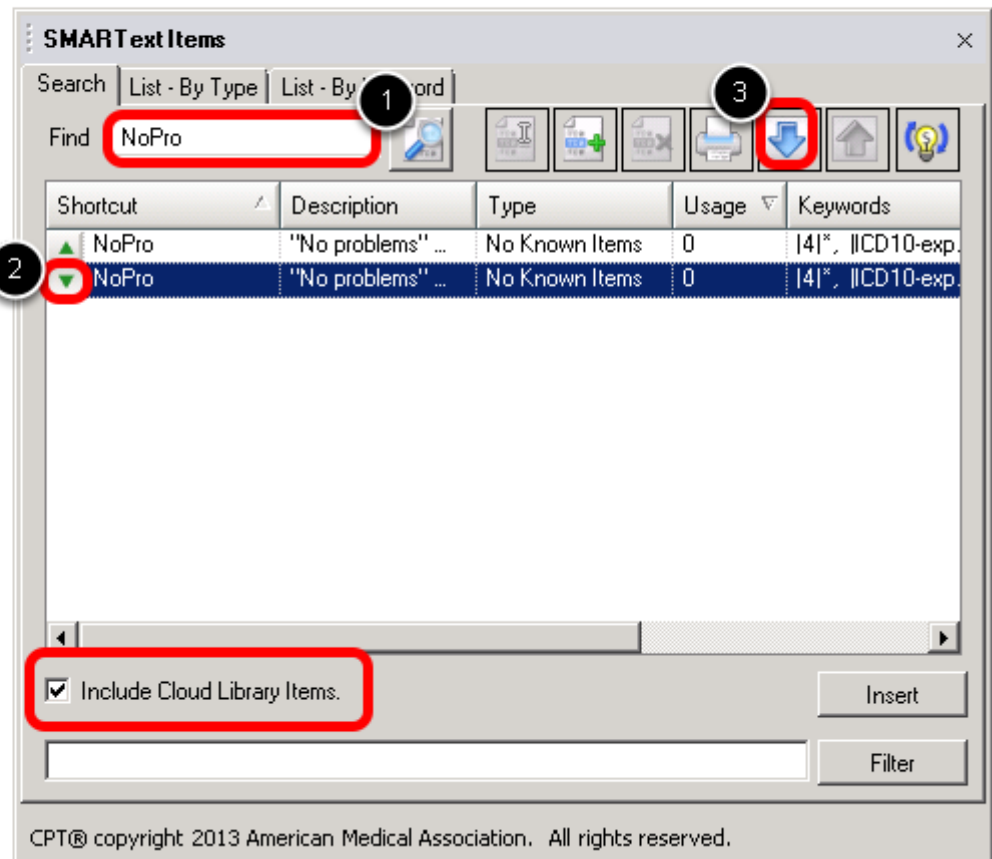 SMARText Items
Search List - By Type List - By ord
1
3
Find NoPro
Shortcut Description Type Usage Keywords
NoPro "No problems" ... No Known Items 0 |4|*, |ICD10-exp.
2
NoPro "No problems" ... No Known Items 0 |4|*, |ICD10-exp.
Include Cloud Library Items.
Insert
Filter
CPT® copyright 2013 American Medical Association. All rights reserved.